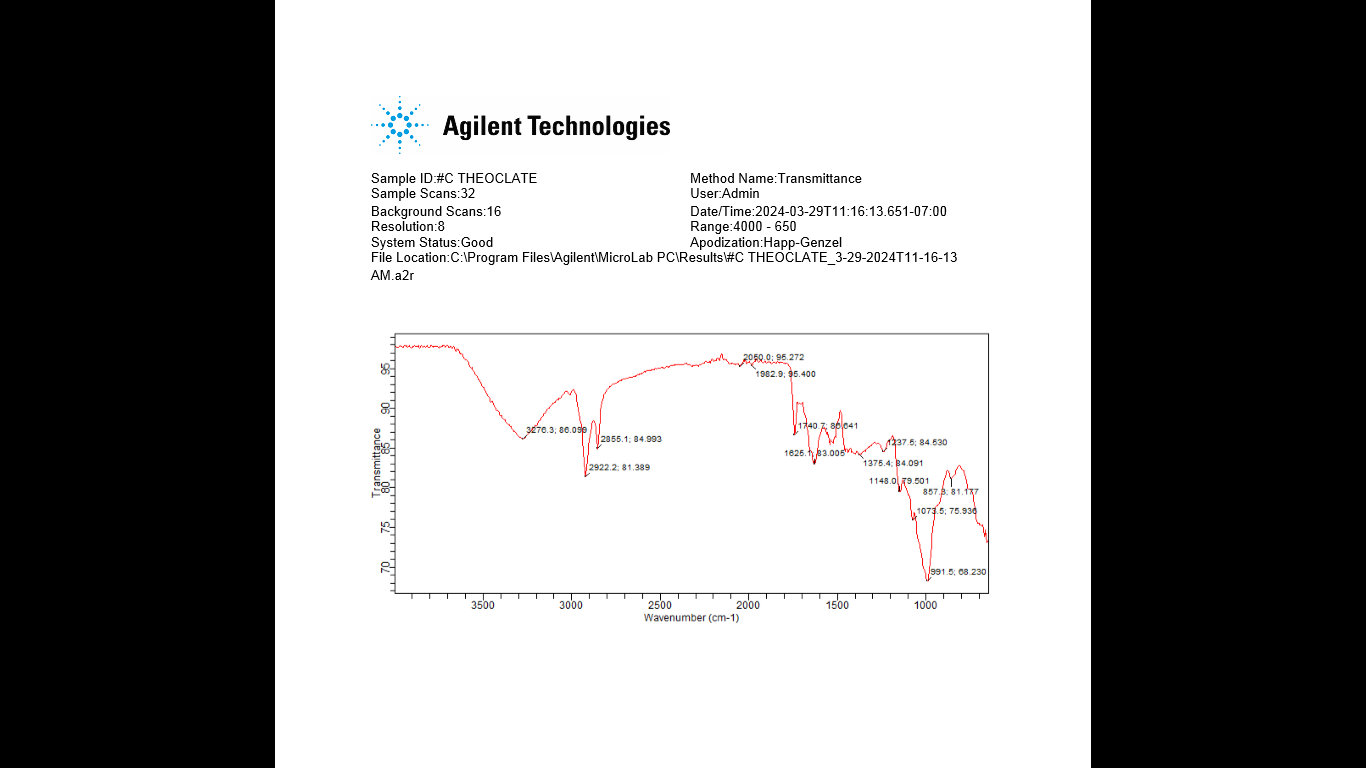 Agilent Technologies
Sample ID:#C THEOCLATE
Method Name:Transmittance
Sample Scans:32
User:Admin
Background Scans:16
Date/Time:2024-03-29T11:16:13.651-07:00
Resolution:8
Range:4000 - 650
System Status:Good
Apodization:Happ-Genzel
File Location:C:\Program Files\Agilent\MicroLab PC\Results\#C THEOCLATE_3-29-2024T11-16-13
AM.a2r
2050.0; 95.272
1982.9; 95.400
3276.3; 86.099
1740.7; 86.641
2855.1; 84.993
1237.5; 84.530
1625.1; 83.005
1375.4; 84.091
2922.2; 81.389
1148.0; 79.501
857.3; 81.177
1073.5; 75.936
991.5; 68.230
Transmittance
95
90
85
80
75
70
3500
3000
2500
2000
1500
1000
Wavenumber (cm-1)